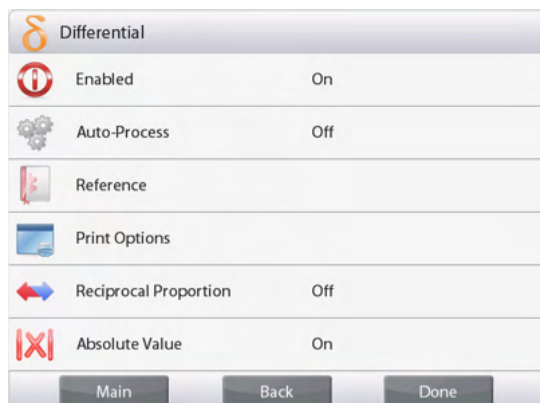 δ Differential
Enabled On
Auto-Process Off
Reference
Print Options
Reciprocal Proportion Off
|X| Absolute Value On
Main Back Done